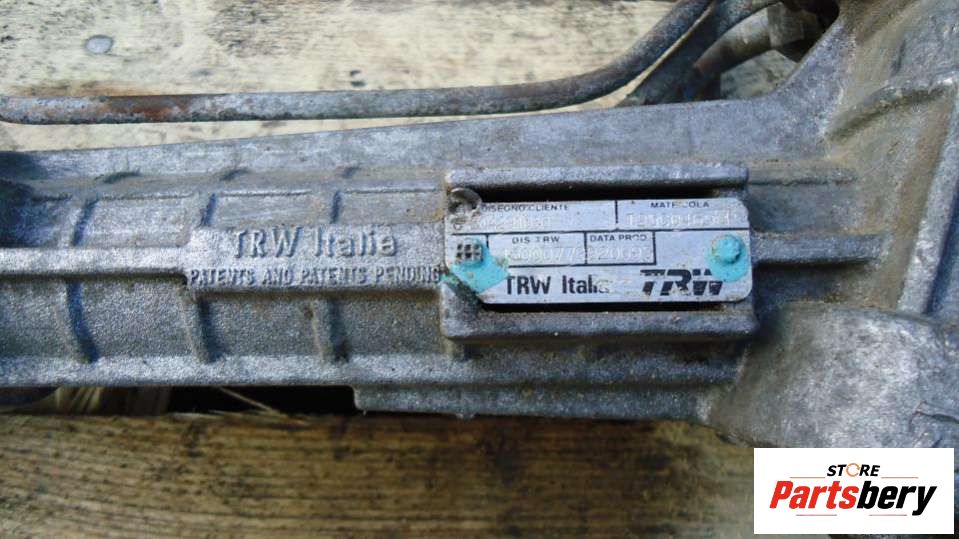 TRW Italia
PATENTS AND PATENTS PENDING
DISEGNO CLIENTE MATRICOLA
DIS. TRW DATA PROD.
TRW Italia TRW
STORE
Partsbery